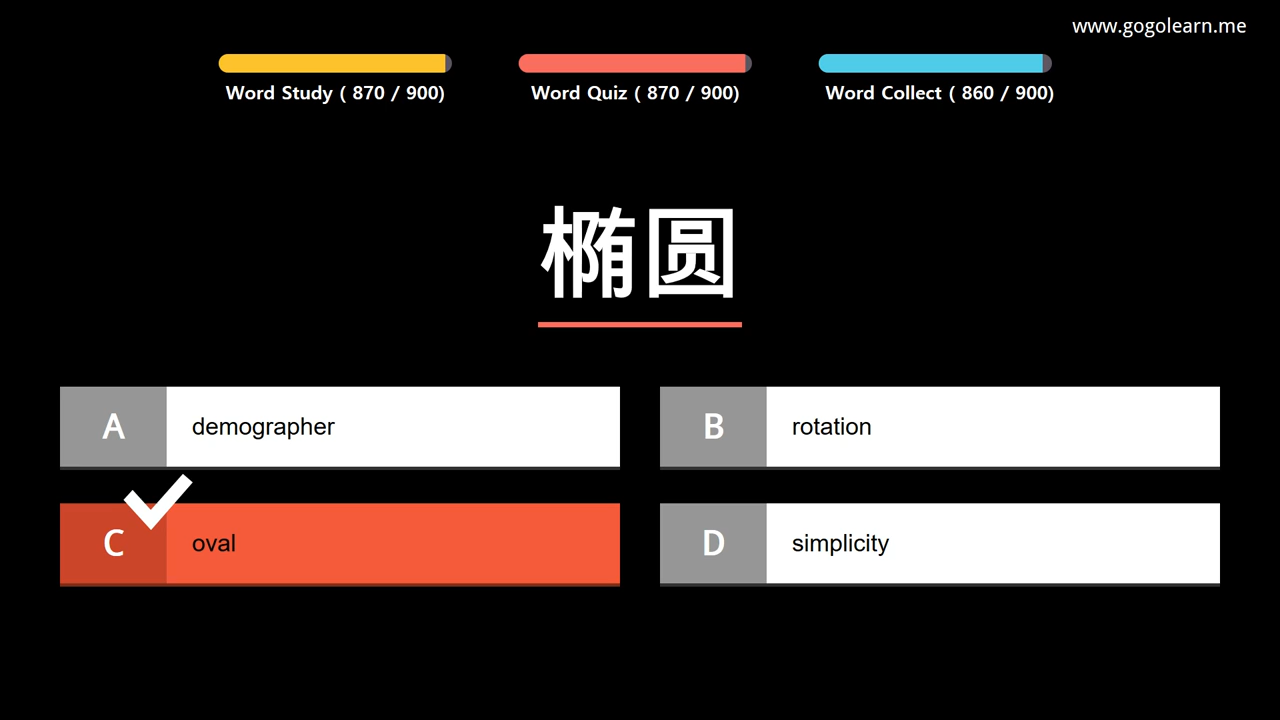 www.gogolearn.me
Word Study ( 870 / 900)
Word Quiz ( 870 / 900)
Word Collect ( 860 / 900)
椭圆
A demographer
B rotation
C oval
D simplicity